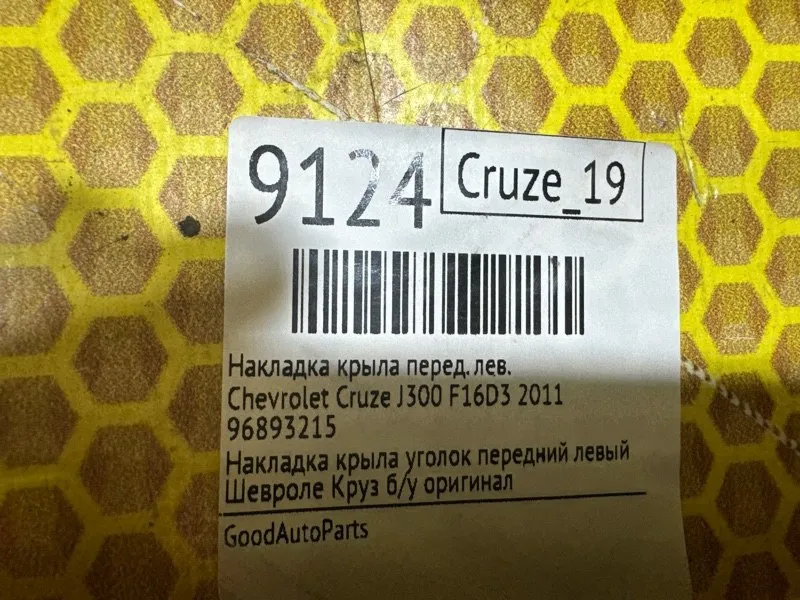 9124
Cruze_19
Накладка крыла перед. лев.
Chevrolet Cruze J300 F16D3 2011
96893215
Накладка крыла уголок передний левый
Шевроле Круз б/у оригинал
GoodAutoParts